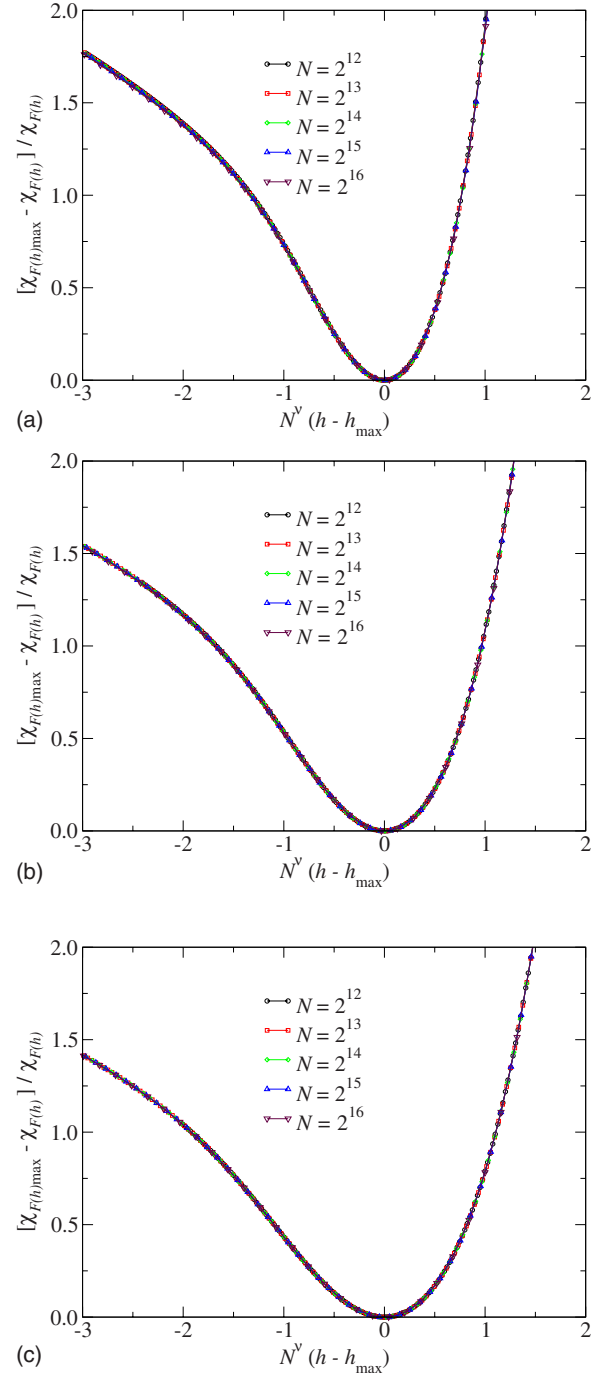 2.0
1.5
1.0
0.5
0.0
[χF(h)max - χF(h)] / χF(h)
N = 2^12
N = 2^13
N = 2^14
N = 2^15
N = 2^16
-3 -2 -1 0 1 2
(a) N^ν (h - hmax)
2.0
1.5
1.0
0.5
0.0
[χF(h)max - χF(h)] / χF(h)
N = 2^12
N = 2^13
N = 2^14
N = 2^15
N = 2^16
-3 -2 -1 0 1 2
(b) N^ν (h - hmax)
2.0
1.5
1.0
0.5
0.0
[χF(h)max - χF(h)] / χF(h)
N = 2^12
N = 2^13
N = 2^14
N = 2^15
N = 2^16
-3 -2 -1 0 1 2
(c) N^ν (h - hmax)